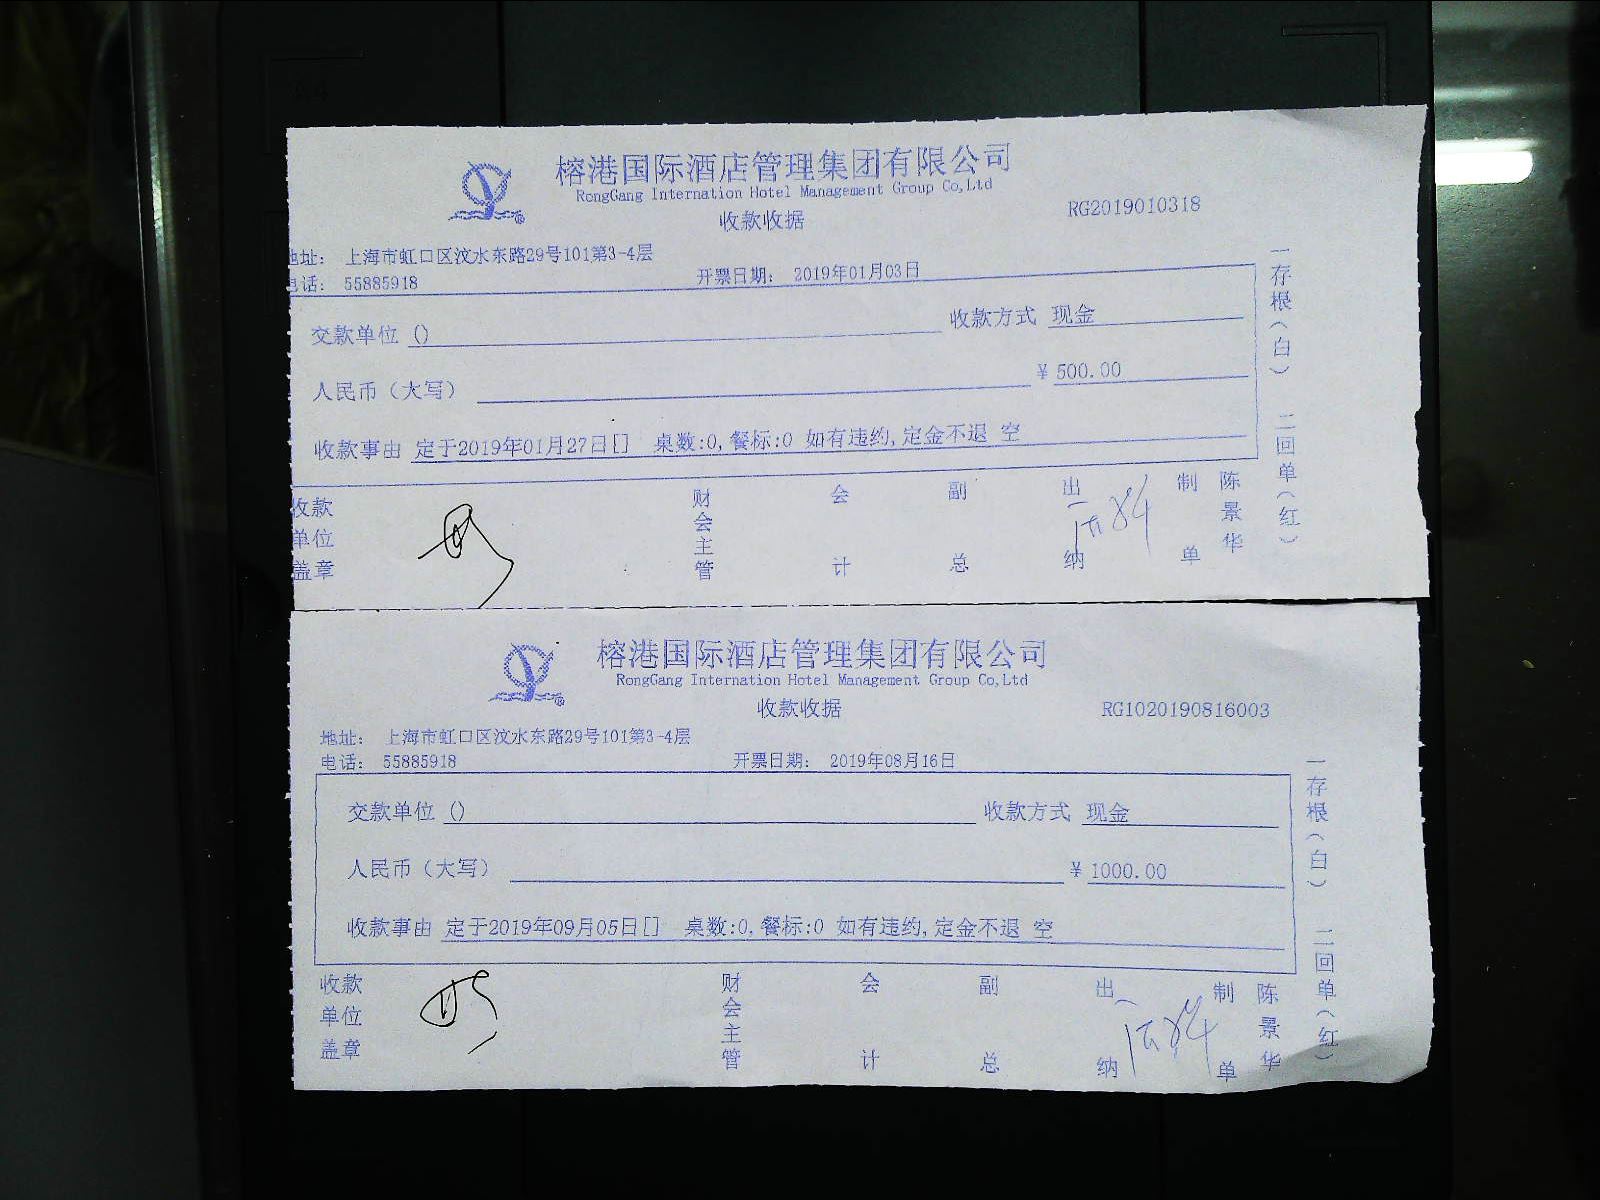 榕港国际酒店管理集团有限公司
RongGang Internation Hotel Management Group Co,Ltd
收款收据
RG2019010318
地址： 上海市虹口区汶水东路29号101第3-4层
电话： 55885918 开票日期： 2019年01月03日
交款单位 () 收款方式 现金
人民币（大写） ￥500.00
收款事由 定于2019年01月27日[] 桌数:0,餐标:0 如有违约,定金不退 空
收款单位盖章 财会主管 会计 副总 出纳 制单 陈景华
一存根（白） 二回单（红）
榕港国际酒店管理集团有限公司
RongGang Internation Hotel Management Group Co,Ltd
收款收据
RG1020190816003
地址： 上海市虹口区汶水东路29号101第3-4层
电话： 55885918 开票日期： 2019年08月16日
交款单位 () 收款方式 现金
人民币（大写） ￥1000.00
收款事由 定于2019年09月05日[] 桌数:0,餐标:0 如有违约,定金不退 空
收款单位盖章 财会主管 会计 副总 出纳 制单 陈景华
一存根（白） 二回单（红）